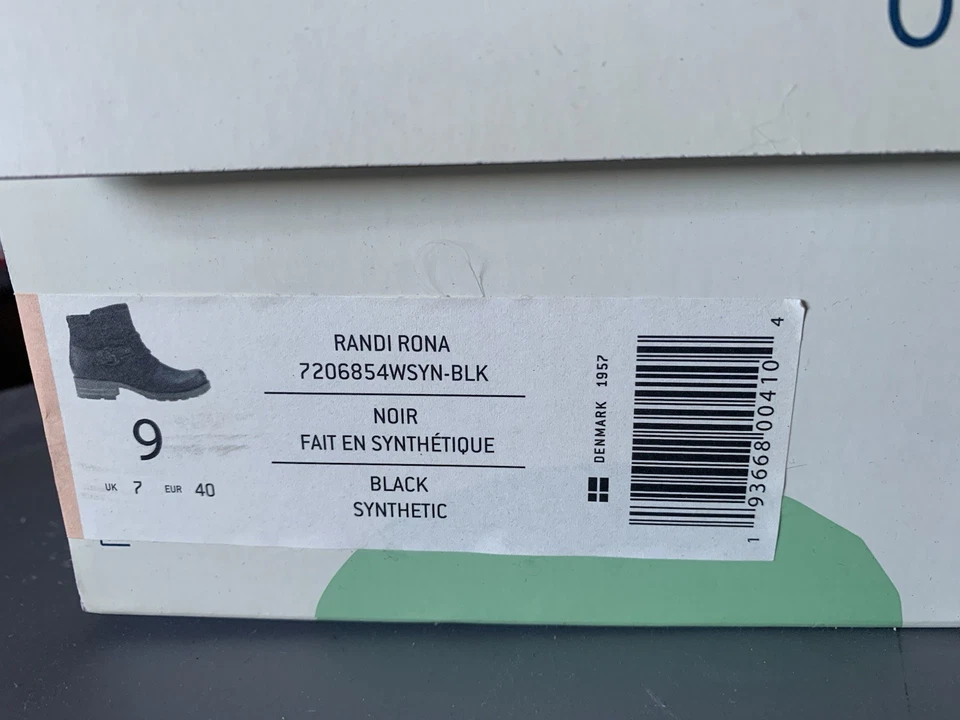 RANDI RONA
7206854WSYN-BLK
NOIR
FAIT EN SYNTHÉTIQUE
BLACK
SYNTHETIC
9
UK 7 EUR 40
DENMARK 1957
1 93668 00410 4